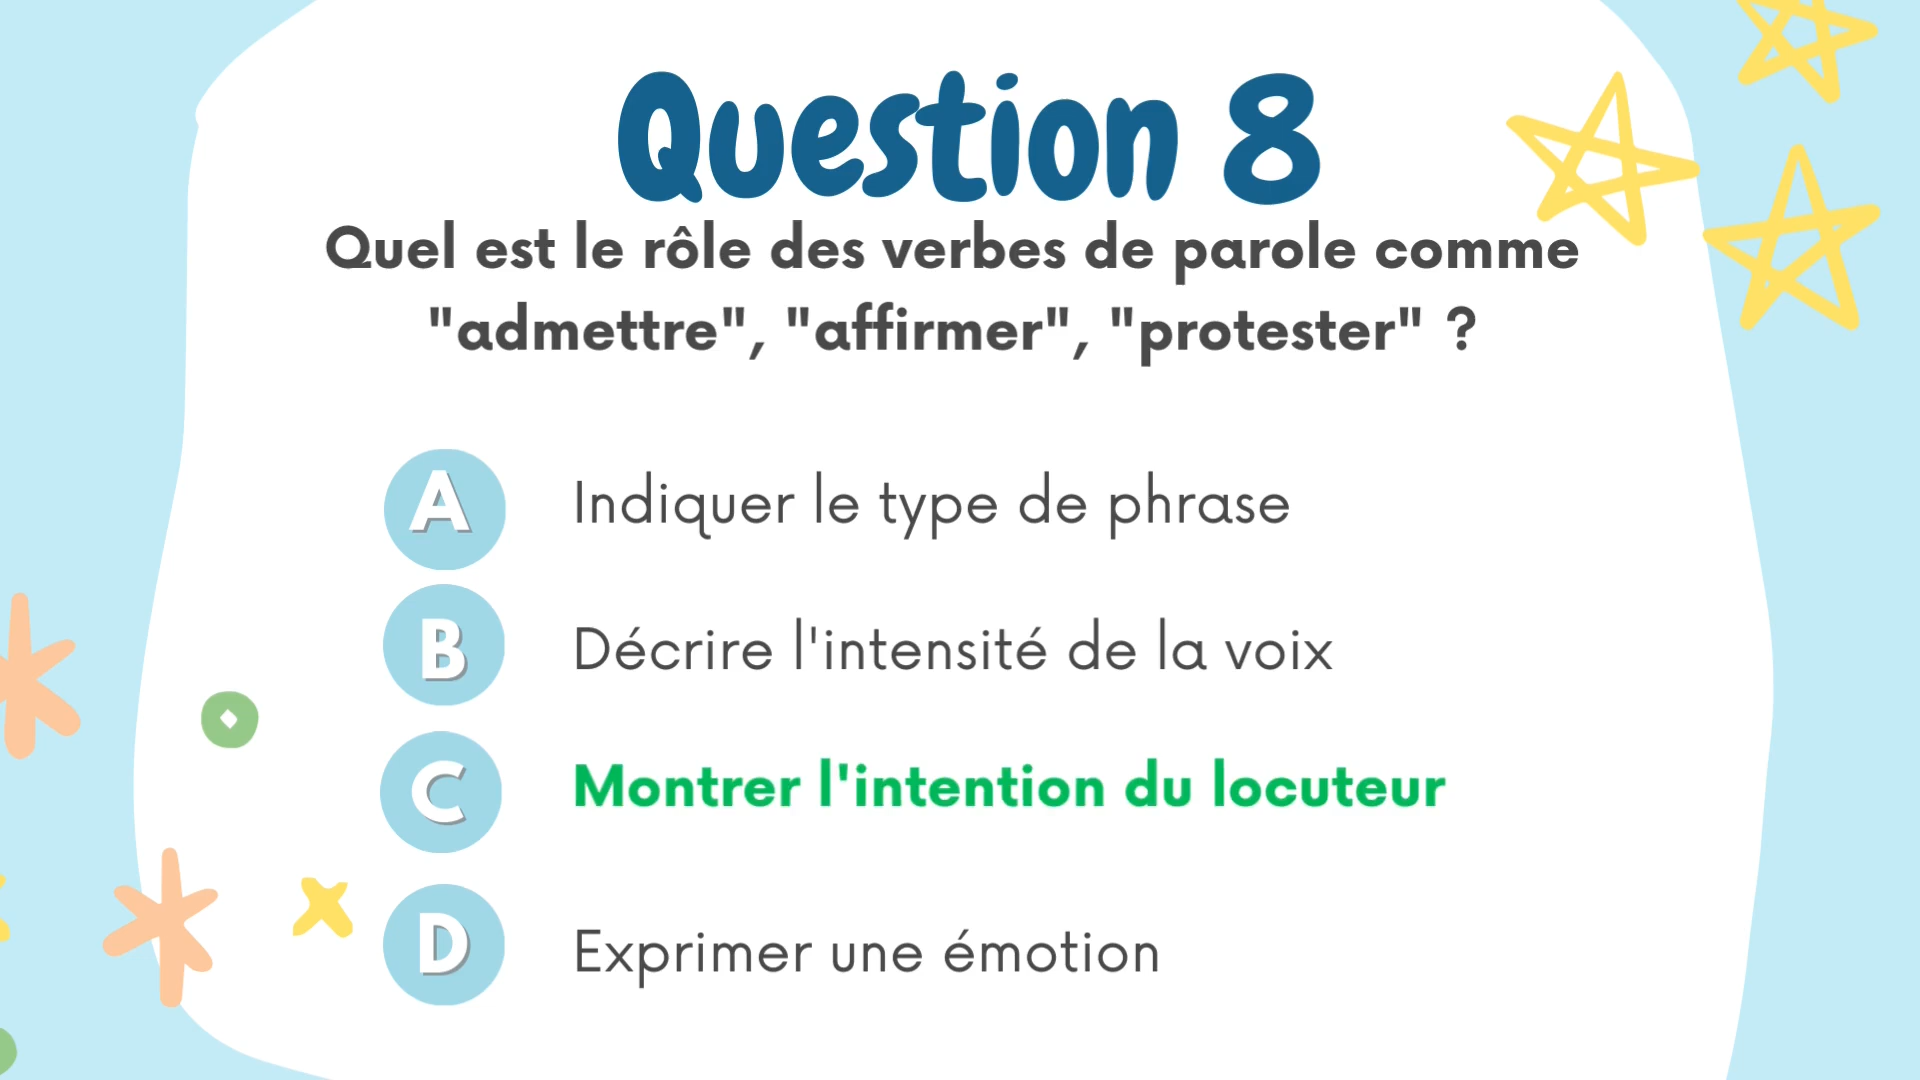 Question 8
Quel est le rôle des verbes de parole comme
"admettre", "affirmer", "protester" ?
A Indiquer le type de phrase
B Décrire l'intensité de la voix
C Montrer l'intention du locuteur
D Exprimer une émotion